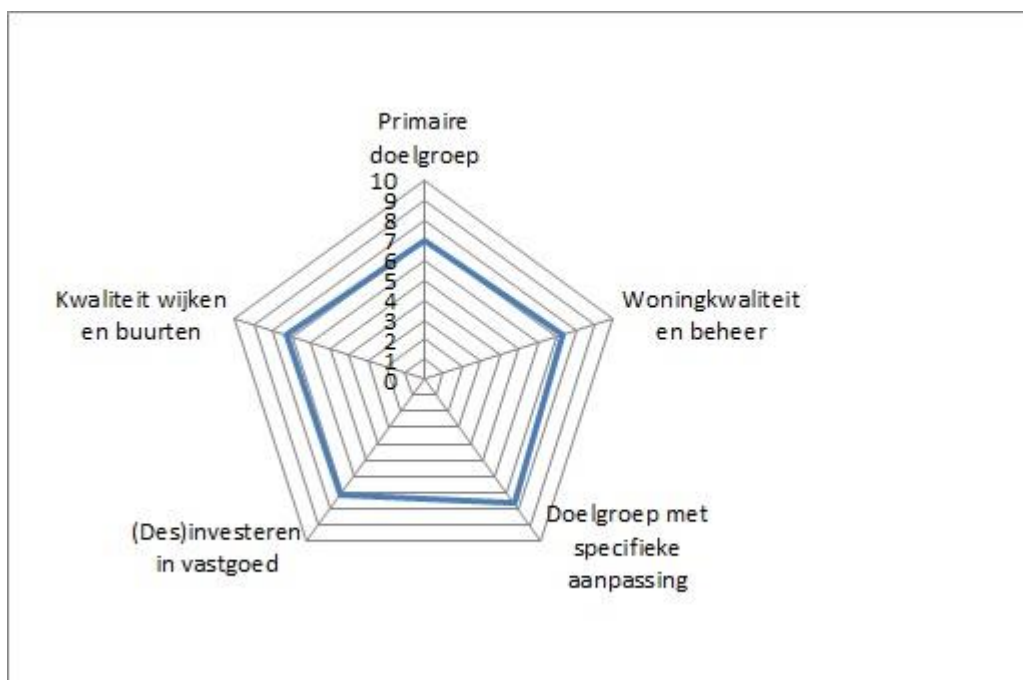 Primaire
doelgroep
10
9
8
7
6
5
4
3
2
1
0
Woningkwaliteit
en beheer
Doelgroep met
specifieke
aanpassing
(Des)investeren
in vastgoed
Kwaliteit wijken
en buurten